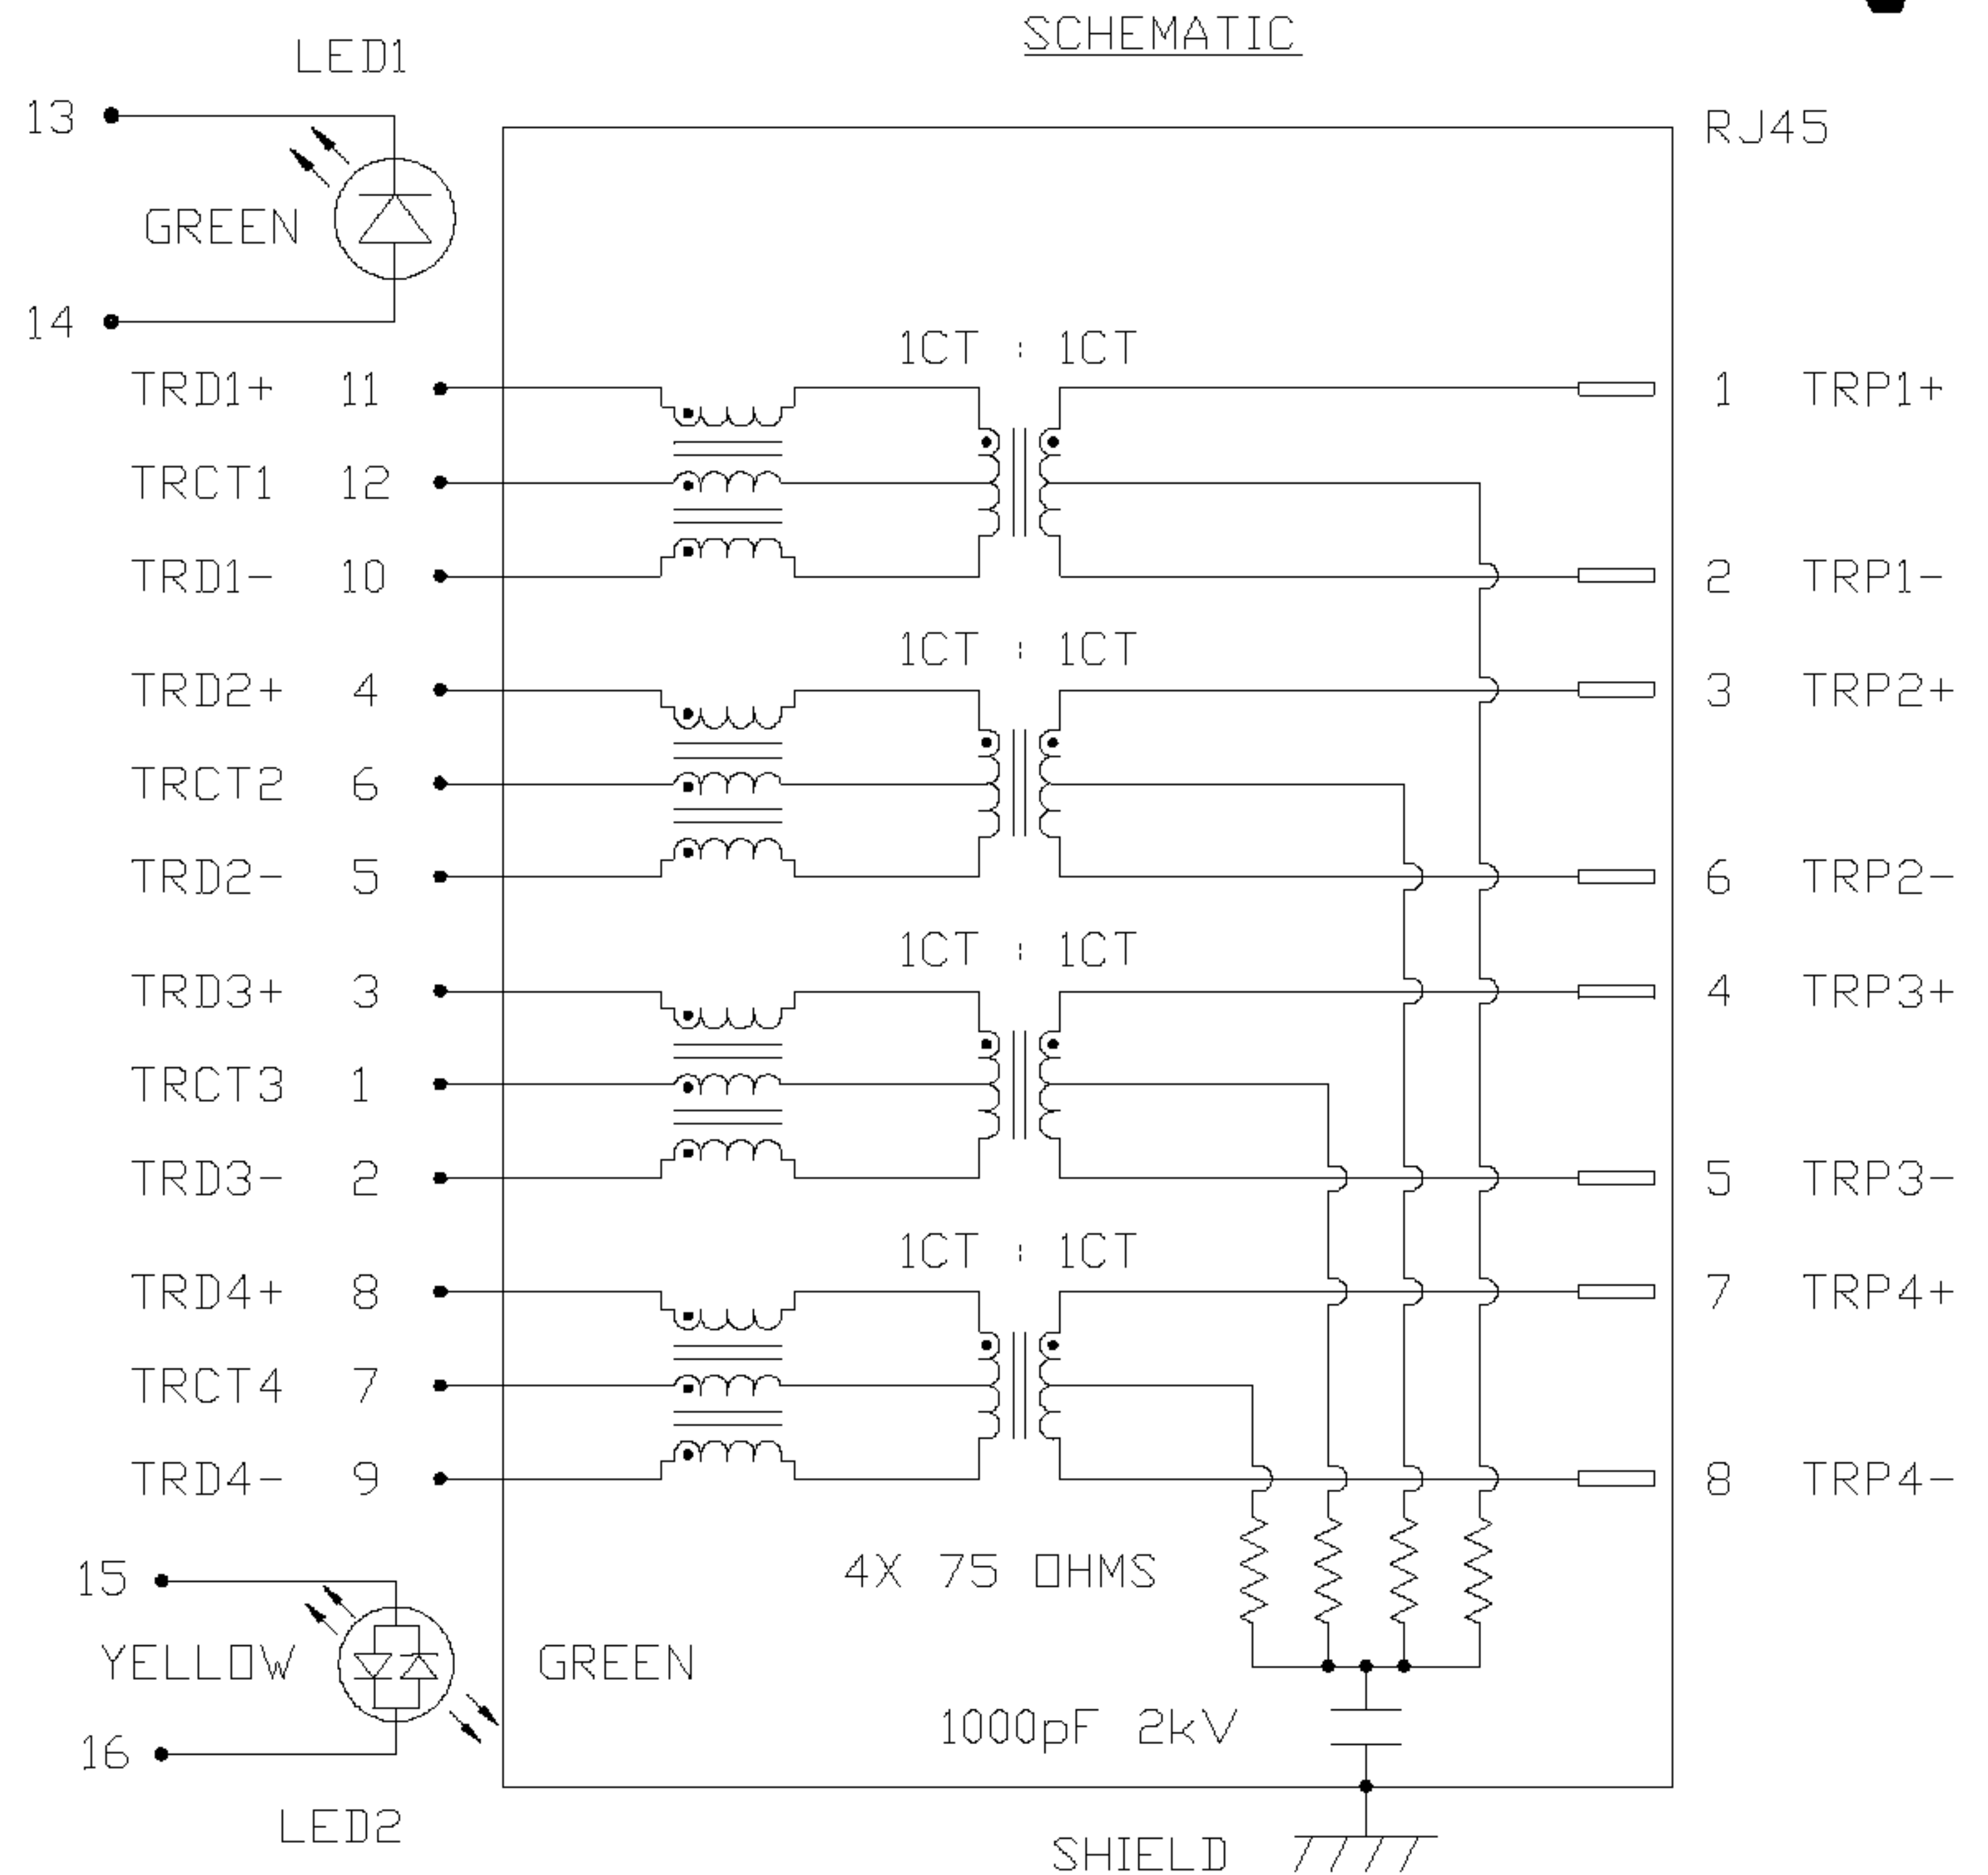 SCHEMATIC
LED1
13
RJ45
GREEN
14
1CT : 1CT
TRD1+ 11 1 TRP1+
TRCT1 12
TRD1- 10 2 TRP1-
1CT : 1CT
TRD2+ 4 3 TRP2+
TRCT2 6
TRD2- 5 6 TRP2-
1CT : 1CT
TRD3+ 3 4 TRP3+
TRCT3 1
TRD3- 2 5 TRP3-
1CT : 1CT
TRD4+ 8 7 TRP4+
TRCT4 7
TRD4- 9 8 TRP4-
15
4X 75 OHMS
YELLOW GREEN
1000pF 2kV
16
LED2
SHIELD